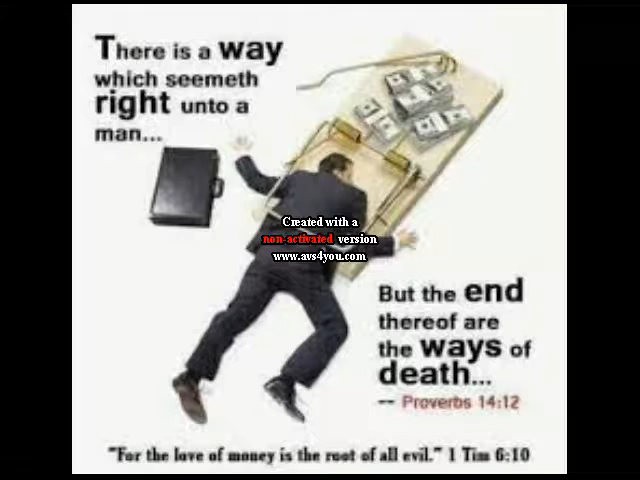 There is a way
which seemeth
right unto a
man...
Created with a
non-activated version
www.avs4you.com
But the end
thereof are
the ways of
death...
-- Proverbs 14:12
"For the love of money is the root of all evil." 1 Tim 6:10